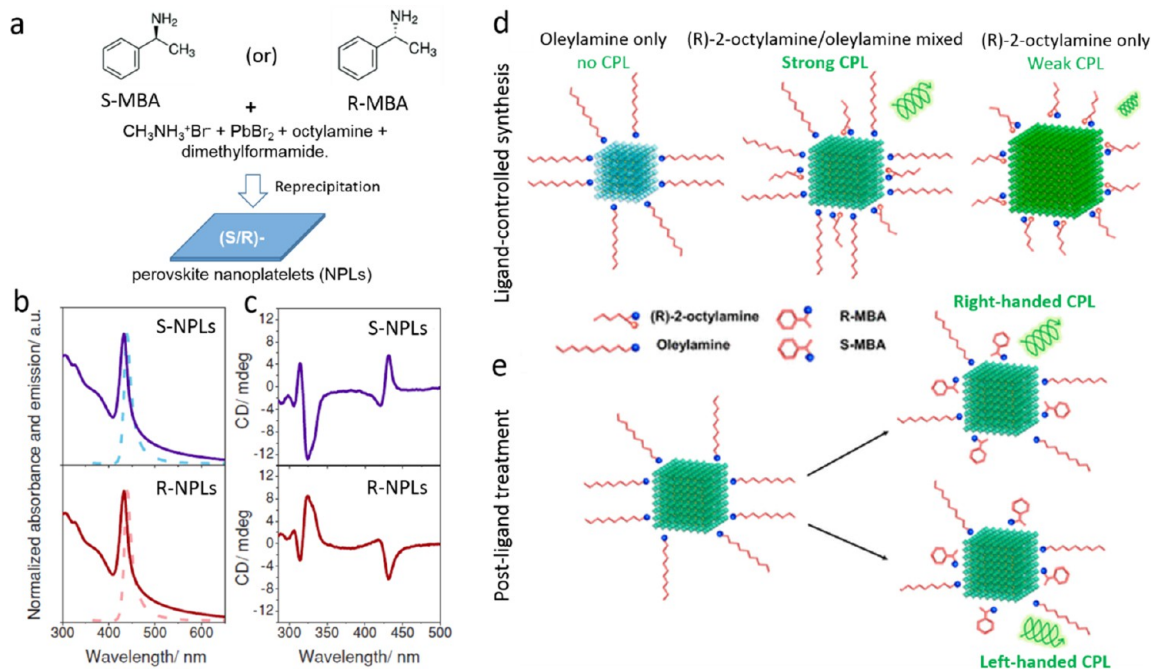 a
NH₂
CH₃
S-MBA
(or)
NH₂
CH₃
R-MBA
+
CH₃NH₃⁺Br⁻ + PbBr₂ + octylamine +
dimethylformamide.
Reprecipitation
(S/R)-
perovskite nanoplatelets (NPLs)
b
Normalized absorbance and emission/ a.u.
S-NPLs
R-NPLs
300 400 500 600
Wavelength/ nm
c
CD/ mdeg
12
8
4
0
-4
-8
-12
S-NPLs
CD/ mdeg
12
8
4
0
-4
-8
-12
R-NPLs
300 350 400 450 500
Wavelength/ nm
d
Ligand-controlled synthesis
Oleylamine only
no CPL
(R)-2-octylamine/oleylamine mixed
Strong CPL
(R)-2-octylamine only
Weak CPL
(R)-2-octylamine
Oleylamine
R-MBA
S-MBA
e
Post-ligand treatment
Right-handed CPL
Left-handed CPL